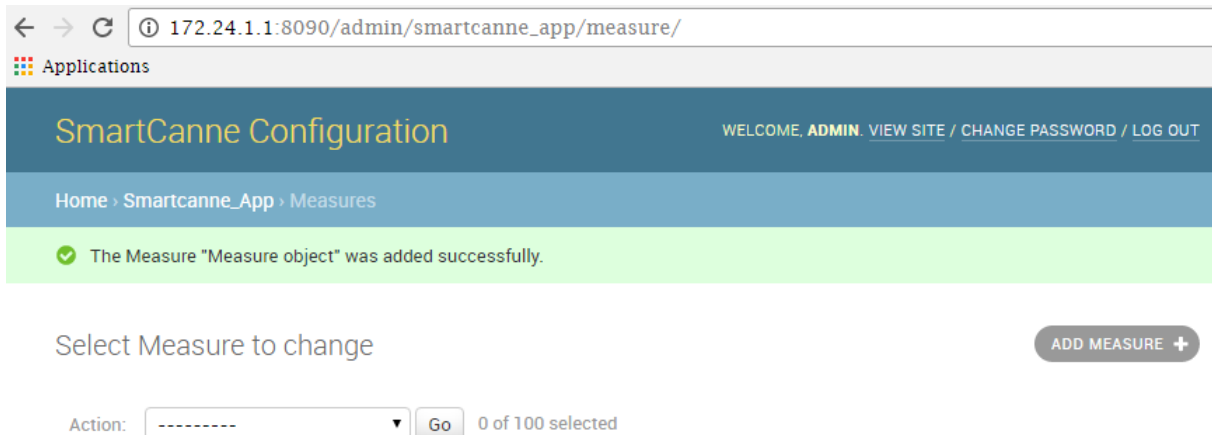 172.24.1.1:8090/admin/smartcanne_app/measure/
Applications
SmartCanne Configuration
WELCOME, ADMIN. VIEW SITE / CHANGE PASSWORD / LOG OUT
Home › Smartcanne_App › Measures
The Measure "Measure object" was added successfully.
Select Measure to change
ADD MEASURE +
Action: --------- Go 0 of 100 selected